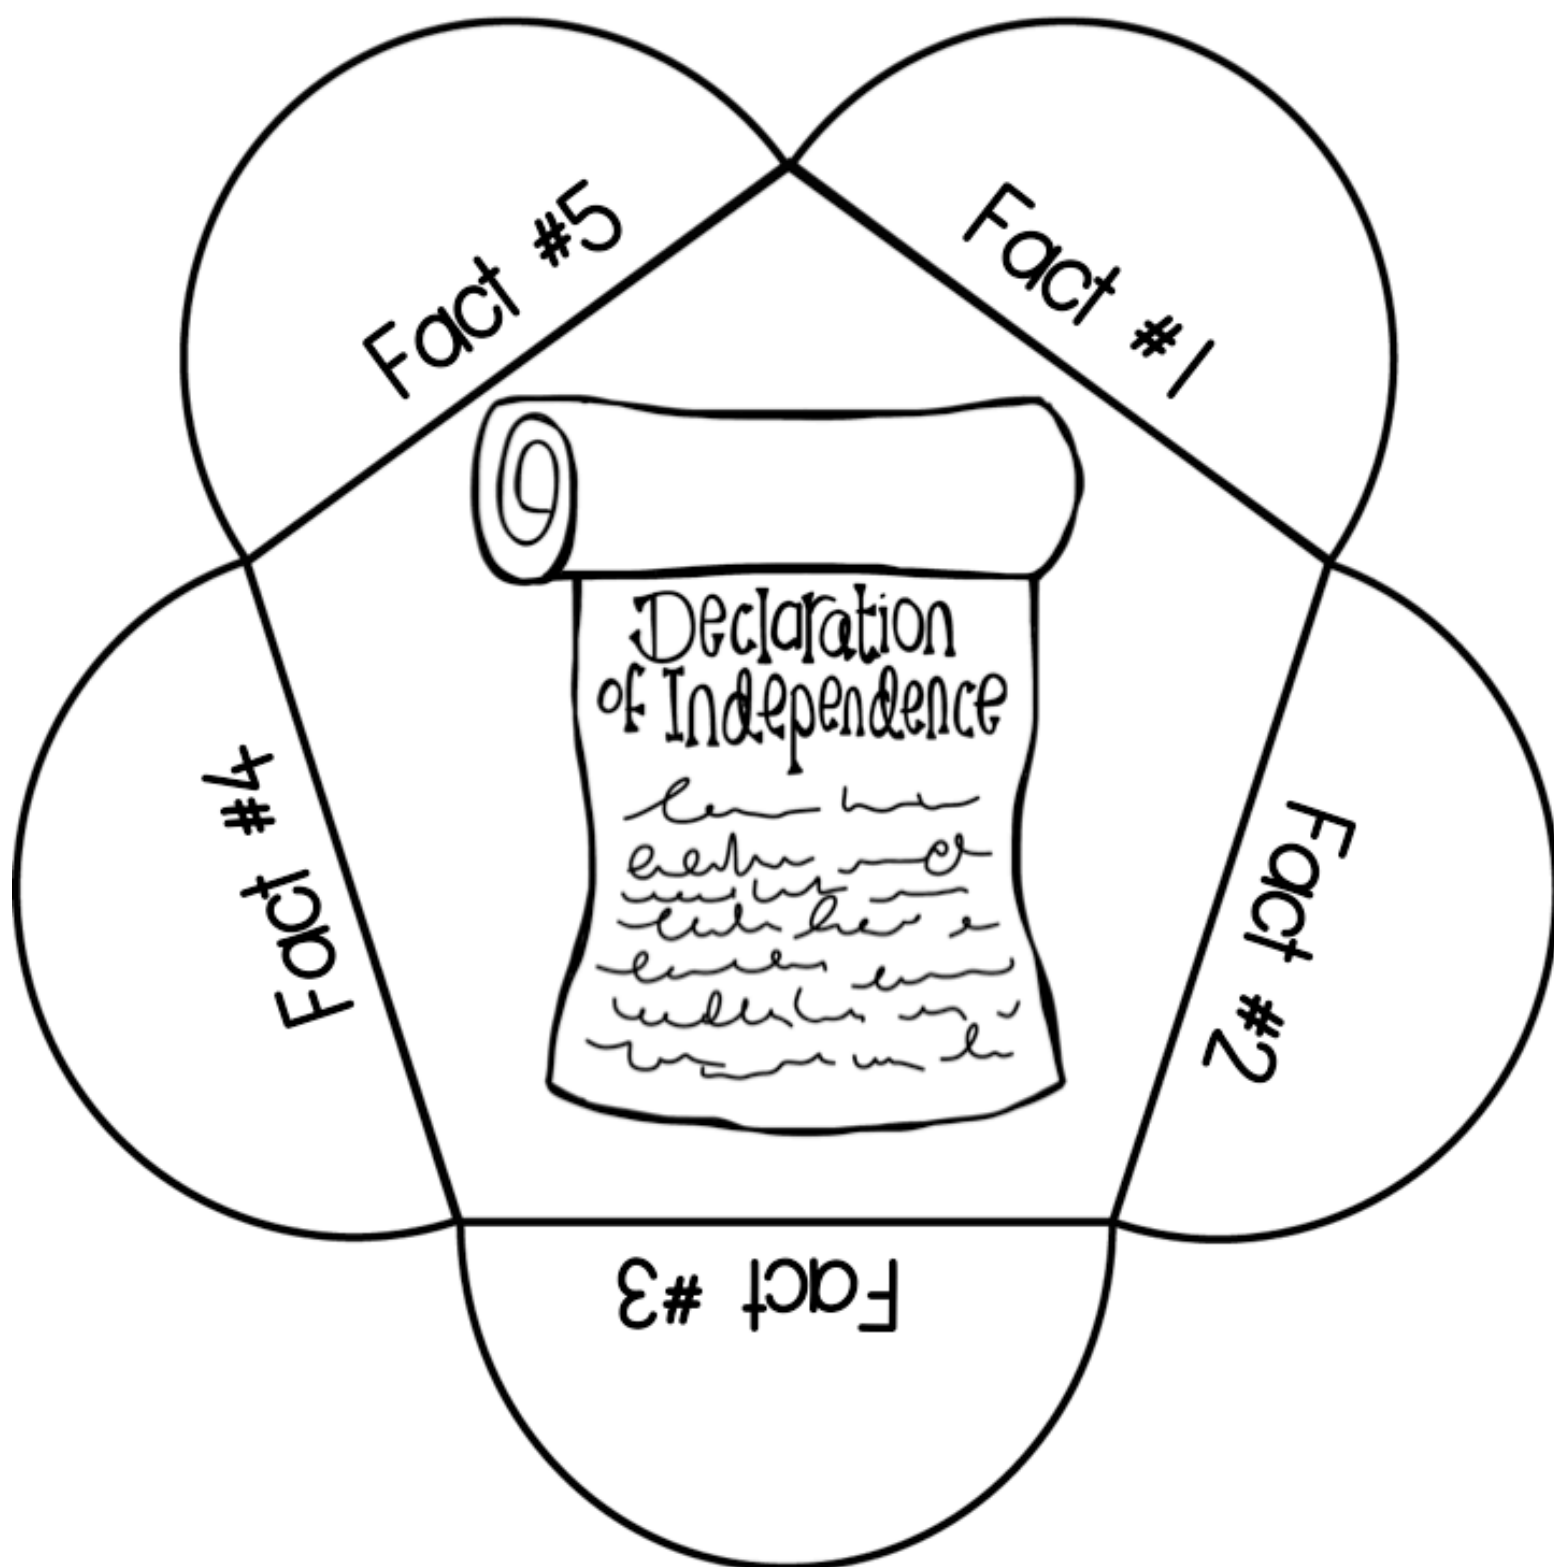 Fact #5
Fact #1
Declaration
of Independence
Fact #4
Fact #2
Fact #3